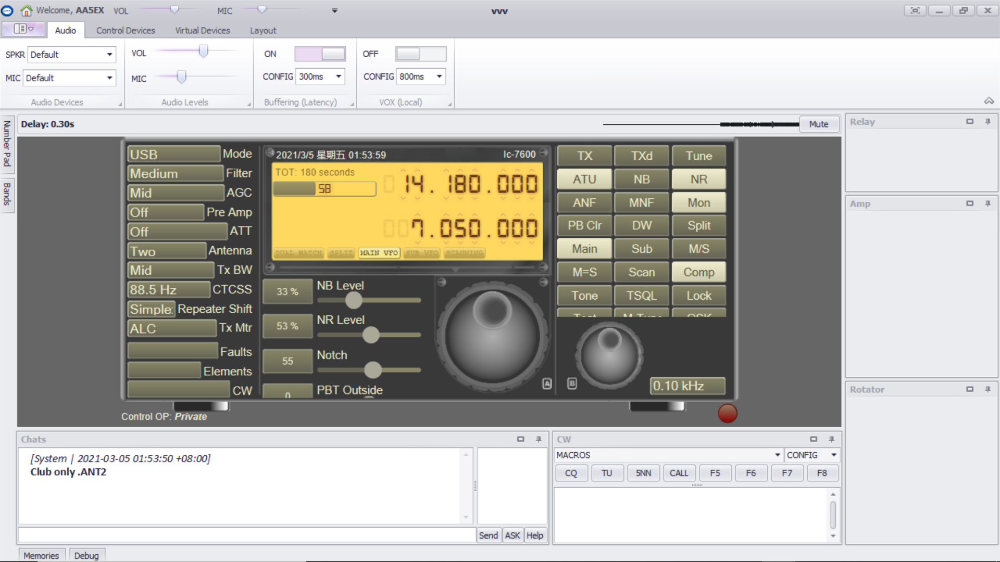 Welcome, AA5EX VOL MIC vvv
Audio Control Devices Virtual Devices Layout
SPKR Default
MIC Default
Audio Devices
VOL
MIC
Audio Levels
ON
CONFIG 300ms
Buffering (Latency)
OFF
CONFIG 800ms
VOX (Local)
Number Pad
Bands
Delay: 0.30s
Mute
USB Mode
Medium Filter
Mid AGC
Off Pre Amp
Off ATT
Two Antenna
Mid Tx BW
88.5 Hz CTCSS
Simple: Repeater Shift
ALC Tx Mtr
Faults
Elements
CW
2021/3/5 星期五 01:53:59 Ic-7600
TOT: 180 seconds
S8
14.180.000
7.050.000
DUAL WATCH SPLIT MAIN VFO SUB VFO SCANNING
33 % NB Level
53 % NR Level
55 Notch
0 PBT Outside
A
TX TXd Tune
ATU NB NR
ANF MNF Mon
PB Clr DW Split
Main Sub M/S
M=S Scan Comp
Tone TSQL Lock
B
0.10 kHz
Control OP: Private
Relay
Amp
Rotator
Chats
[System | 2021-03-05 01:53:50 +08:00]
Club only .ANT2
Send ASK Help
CW
MACROS CONFIG
CQ TU 5NN CALL F5 F6 F7 F8
Memories Debug